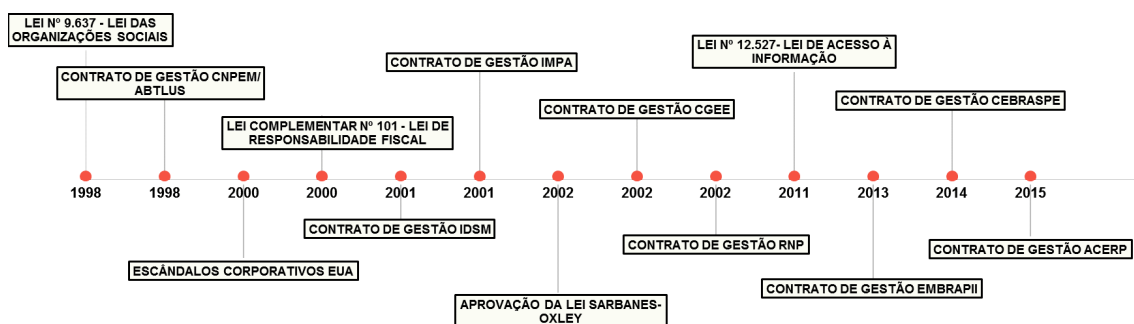 LEI Nº 9.637 - LEI DAS
ORGANIZAÇÕES SOCIAIS
CONTRATO DE GESTÃO CNPEM/
ABTLUS
LEI COMPLEMENTAR Nº 101 - LEI DE
RESPONSABILIDADE FISCAL
CONTRATO DE GESTÃO IMPA
CONTRATO DE GESTÃO CGEE
LEI Nº 12.527- LEI DE ACESSO À
INFORMAÇÃO
CONTRATO DE GESTÃO CEBRASPE
1998 1998 2000 2000 2001 2001 2002 2002 2002 2011 2013 2014 2015
ESCÂNDALOS CORPORATIVOS EUA
CONTRATO DE GESTÃO IDSM
APROVAÇÃO DA LEI SARBANES-
OXLEY
CONTRATO DE GESTÃO RNP
CONTRATO DE GESTÃO EMBRAPII
CONTRATO DE GESTÃO ACERP